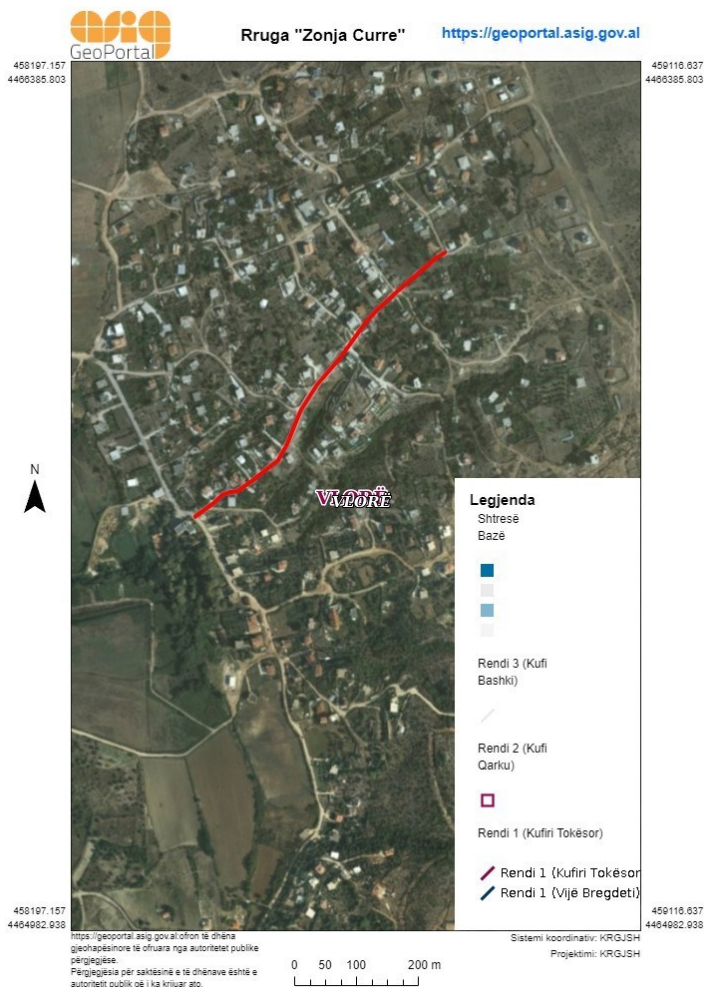 asig
GeoPortal
Rruga "Zonja Curre"
https://geoportal.asig.gov.al
458197.157
4466385.803
459116.637
4466385.803
N
VLORË
VLORË
Legjenda
Shtresë
Bazë
Rendi 3 (Kufi
Bashki)
Rendi 2 (Kufi
Qarku)
Rendi 1 (Kufiri Tokësor)
Rendi 1 (Kufiri Tokësor
Rendi 1 (Vijë Bregdeti)
458197.157
4464982.938
459116.637
4464982.938
https://geoportal.asig.gov.al:ofron të dhëna
gjeohapësinore të ofruara nga autoritetet publike
përgjegjëse.
Përgjegjësia për saktësinë e të dhënave është e
autoritetit publik që i ka krijuar ato.
0 50 100 200 m
Sistemi koordinativ: KRGJSH
Projektimi: KRGJSH